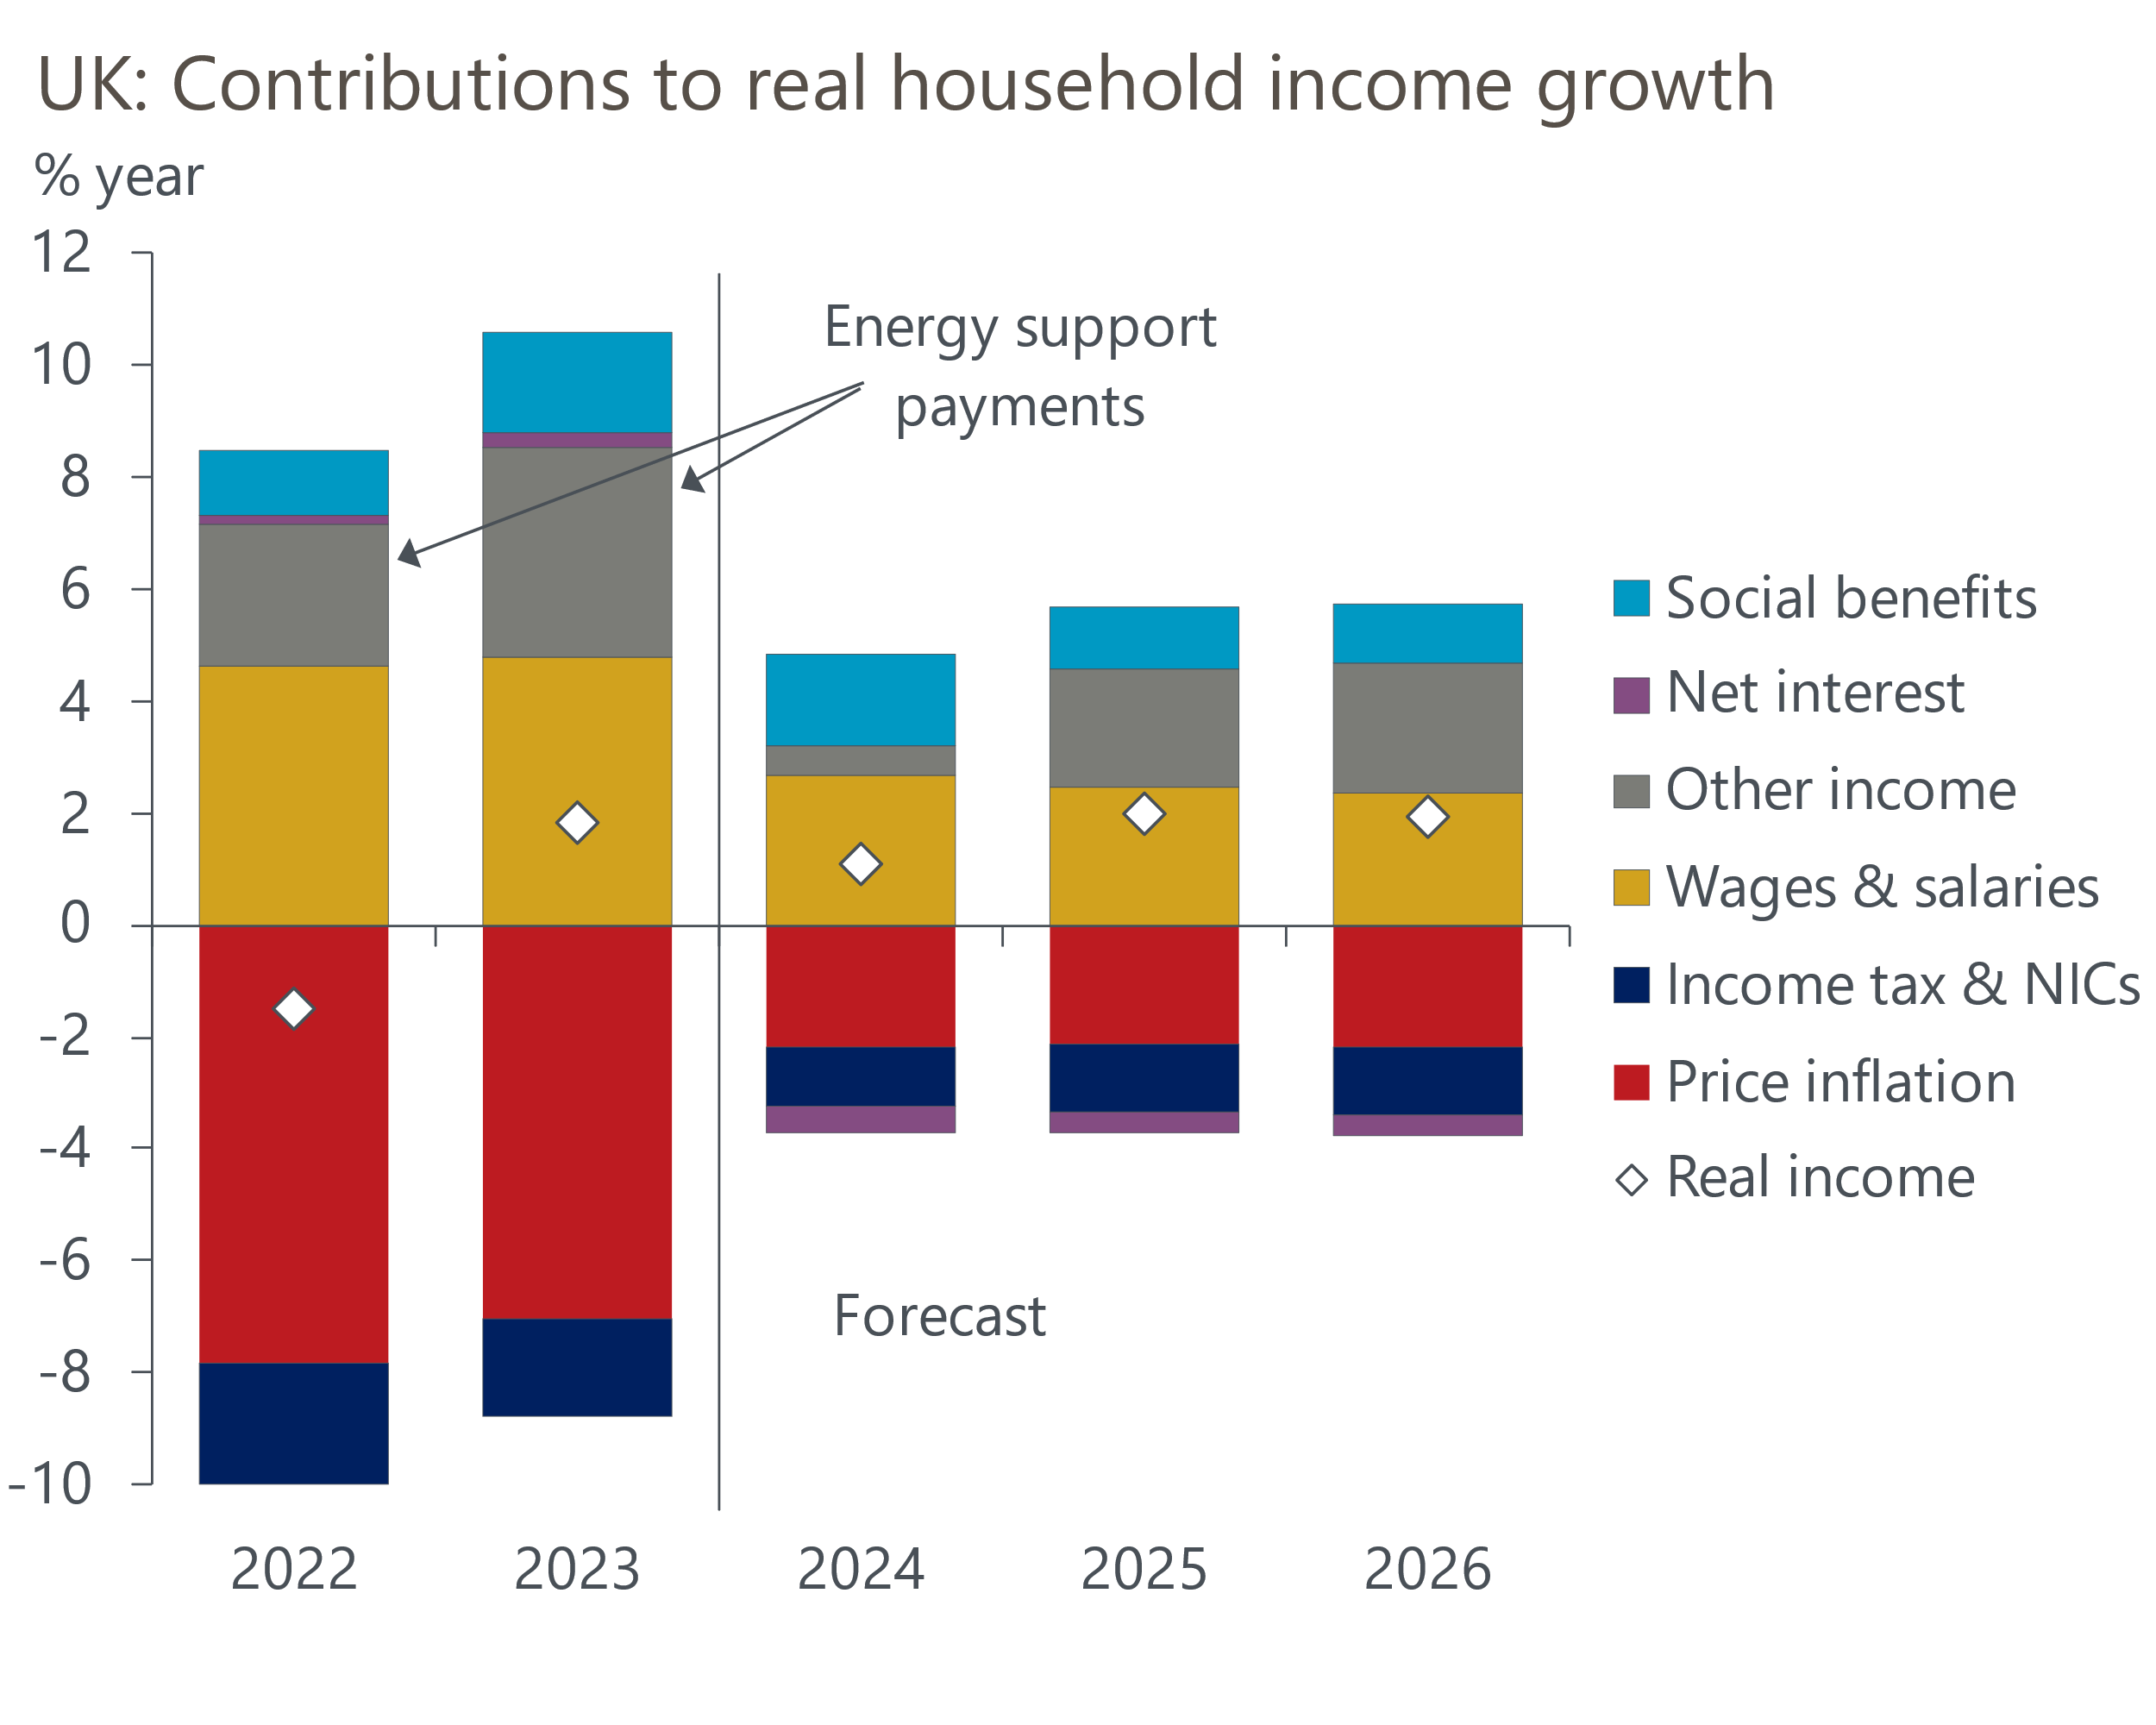 UK: Contributions to real household income growth
% year
12
10
8
6
4
2
0
-2
-4
-6
-8
-10
Energy support
payments
Forecast
2022
2023
2024
2025
2026
Social benefits
Net interest
Other income
Wages & salaries
Income tax & NICs
Price inflation
Real income